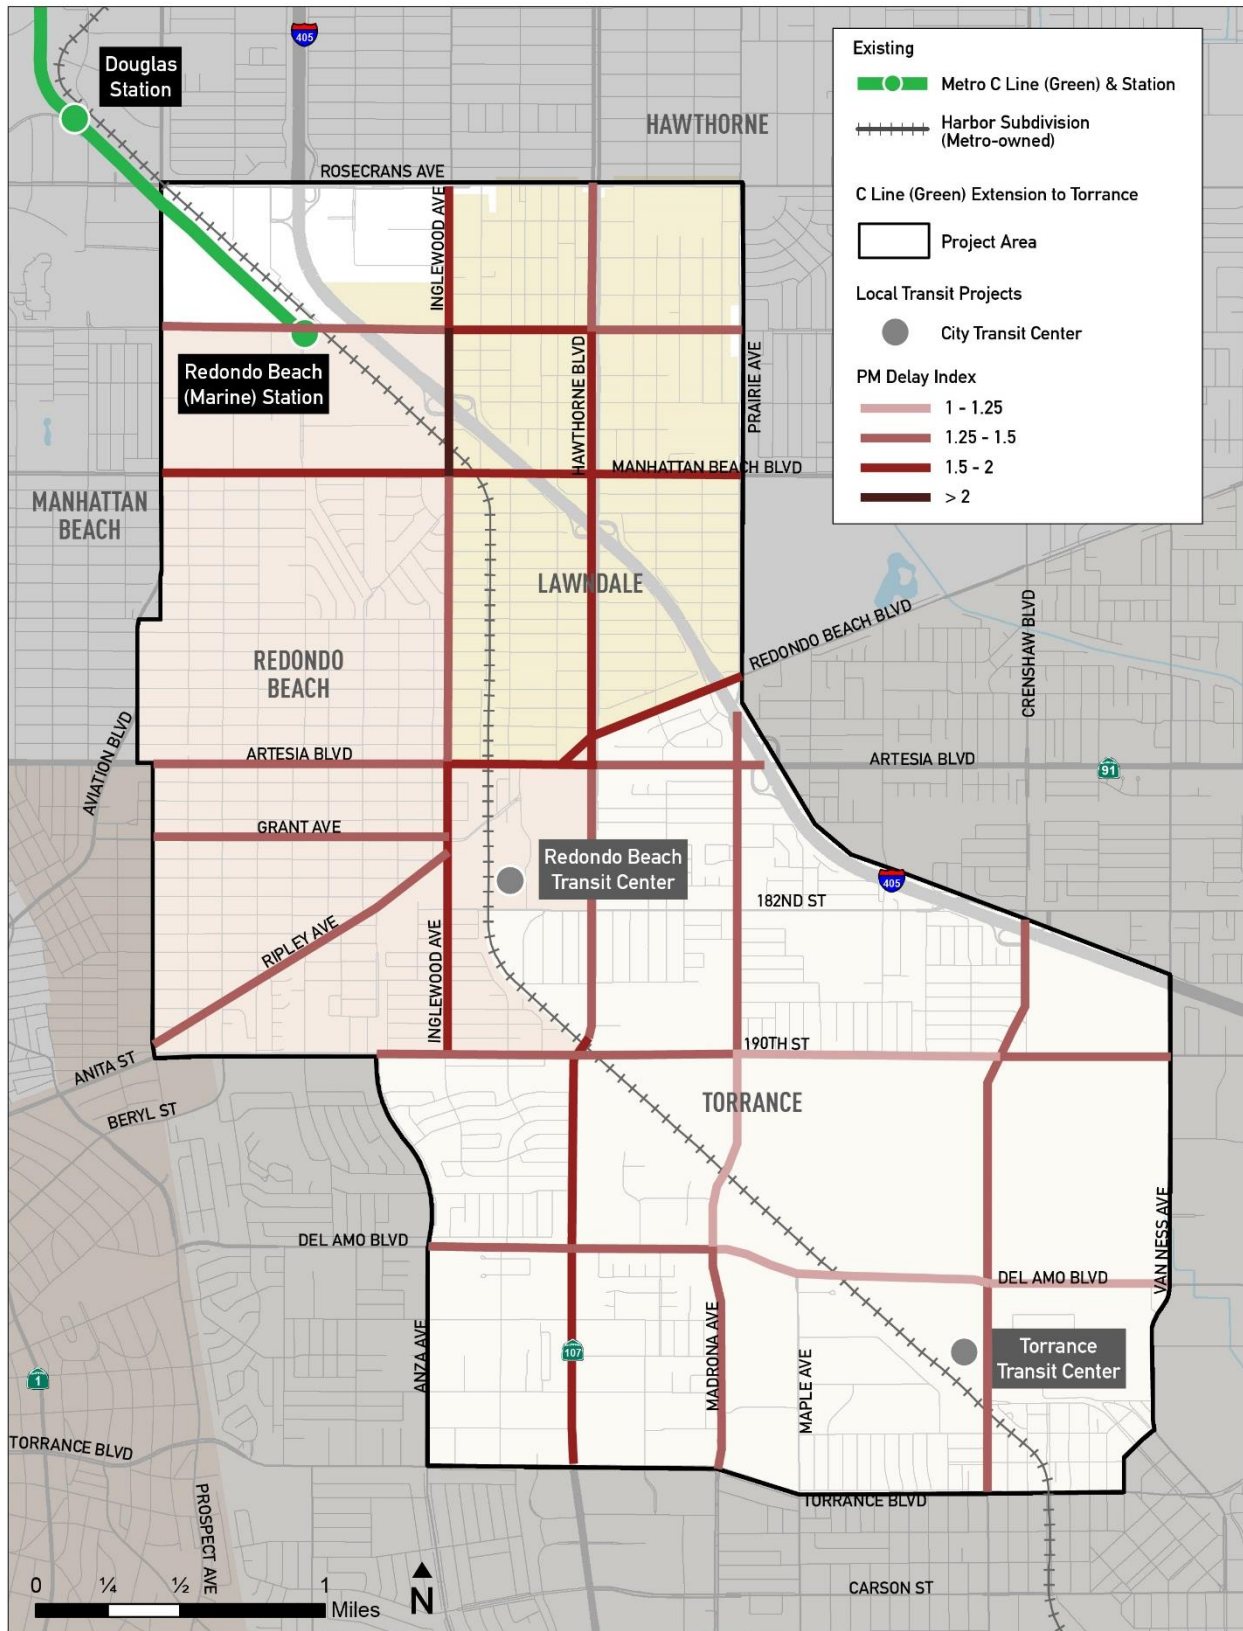 405
Douglas
Station
HAWTHORNE
ROSECRANS AVE
INGLEWOOD AVE
HAWTHORNE BLVD
PRAIRIE AVE
Redondo Beach
(Marine) Station
MANHATTAN BEACH BLVD
MANHATTAN
BEACH
LAWNDALE
REDONDO BEACH BLVD
CRENSHAW BLVD
REDONDO
BEACH
AVIATION BLVD
ARTESIA BLVD
ARTESIA BLVD
91
GRANT AVE
Redondo Beach
Transit Center
405
182ND ST
RIPLEY AVE
INGLEWOOD AVE
190TH ST
ANITA ST
BERYL ST
TORRANCE
DEL AMO BLVD
DEL AMO BLVD
VAN NESS AVE
ANZA AVE
107
MADRONA AVE
MAPLE AVE
Torrance
Transit Center
1
TORRANCE BLVD
PROSPECT AVE
TORRANCE BLVD
CARSON ST
0 ¼ ½ 1
Miles
N
Existing
Metro C Line (Green) & Station
Harbor Subdivision
(Metro-owned)
C Line (Green) Extension to Torrance
Project Area
Local Transit Projects
City Transit Center
PM Delay Index
1 - 1.25
1.25 - 1.5
1.5 - 2
> 2